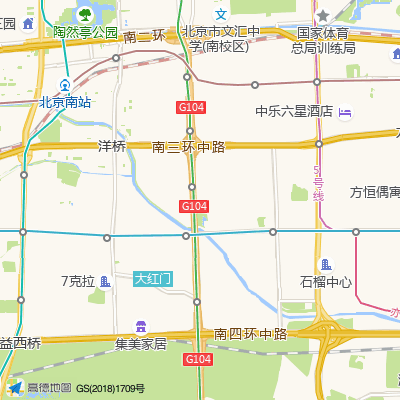 陶然亭公园
南二环
北京市文汇中
学(南校区)
国家体育
总局训练局
北京南站
G104
中乐六星酒店
洋桥
南三环中路
5号线
方恒偶寓
G104
7克拉
大红门
石榴中心
亦
益西桥
集美家居
南四环中路
G104
高德地图
GS(2018)1709号